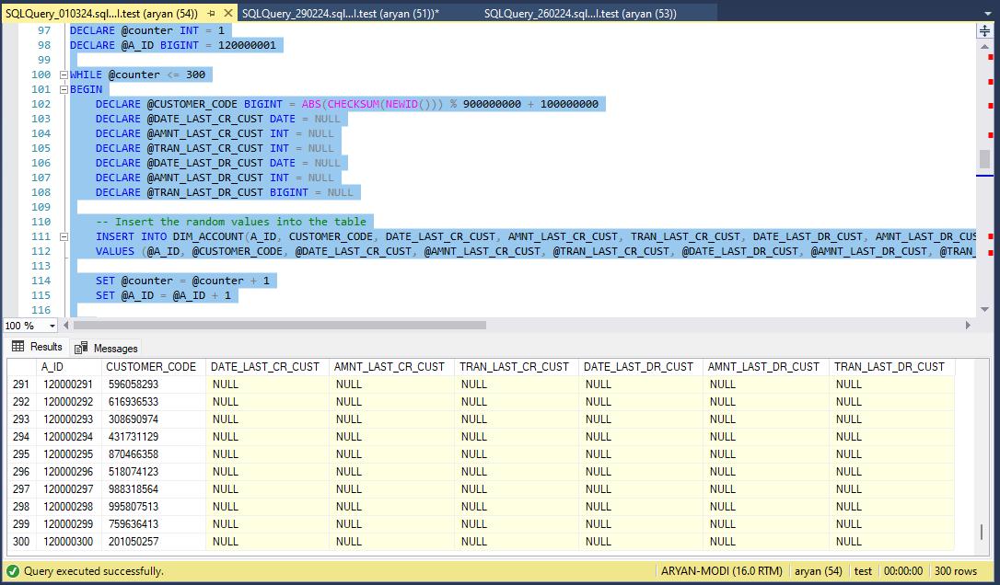 SQLQuery_010324.sql...l.test (aryan (54)) SQLQuery_290224.sql...l.test (aryan (51))* SQLQuery_260224.sql...l.test (aryan (53))
97 DECLARE @counter INT = 1
98 DECLARE @A_ID BIGINT = 120000001
99
100 WHILE @counter <= 300
101 BEGIN
102 DECLARE @CUSTOMER_CODE BIGINT = ABS(CHECKSUM(NEWID())) % 900000000 + 100000000
103 DECLARE @DATE_LAST_CR_CUST DATE = NULL
104 DECLARE @AMNT_LAST_CR_CUST INT = NULL
105 DECLARE @TRAN_LAST_CR_CUST INT = NULL
106 DECLARE @DATE_LAST_DR_CUST DATE = NULL
107 DECLARE @AMNT_LAST_DR_CUST INT = NULL
108 DECLARE @TRAN_LAST_DR_CUST BIGINT = NULL
109
110 -- Insert the random values into the table
111 INSERT INTO DIM_ACCOUNT(A_ID, CUSTOMER_CODE, DATE_LAST_CR_CUST, AMNT_LAST_CR_CUST, TRAN_LAST_CR_CUST, DATE_LAST_DR_CUST, AMNT_LAST_DR_CUS
112 VALUES (@A_ID, @CUSTOMER_CODE, @DATE_LAST_CR_CUST, @AMNT_LAST_CR_CUST, @TRAN_LAST_CR_CUST, @DATE_LAST_DR_CUST, @AMNT_LAST_DR_CUST, @TRAN_
113
114 SET @counter = @counter + 1
115 SET @A_ID = @A_ID + 1
116
100 %
Results Messages
A_ID CUSTOMER_CODE DATE_LAST_CR_CUST AMNT_LAST_CR_CUST TRAN_LAST_CR_CUST DATE_LAST_DR_CUST AMNT_LAST_DR_CUST TRAN_LAST_DR_CUST
291 120000291 596058293 NULL NULL NULL NULL NULL NULL
292 120000292 616936533 NULL NULL NULL NULL NULL NULL
293 120000293 308690974 NULL NULL NULL NULL NULL NULL
294 120000294 431731129 NULL NULL NULL NULL NULL NULL
295 120000295 870466358 NULL NULL NULL NULL NULL NULL
296 120000296 518074123 NULL NULL NULL NULL NULL NULL
297 120000297 988318564 NULL NULL NULL NULL NULL NULL
298 120000298 995807513 NULL NULL NULL NULL NULL NULL
299 120000299 759636413 NULL NULL NULL NULL NULL NULL
300 120000300 201050257 NULL NULL NULL NULL NULL NULL
Query executed successfully. ARYAN-MODI (16.0 RTM) aryan (54) test 00:00:00 300 rows